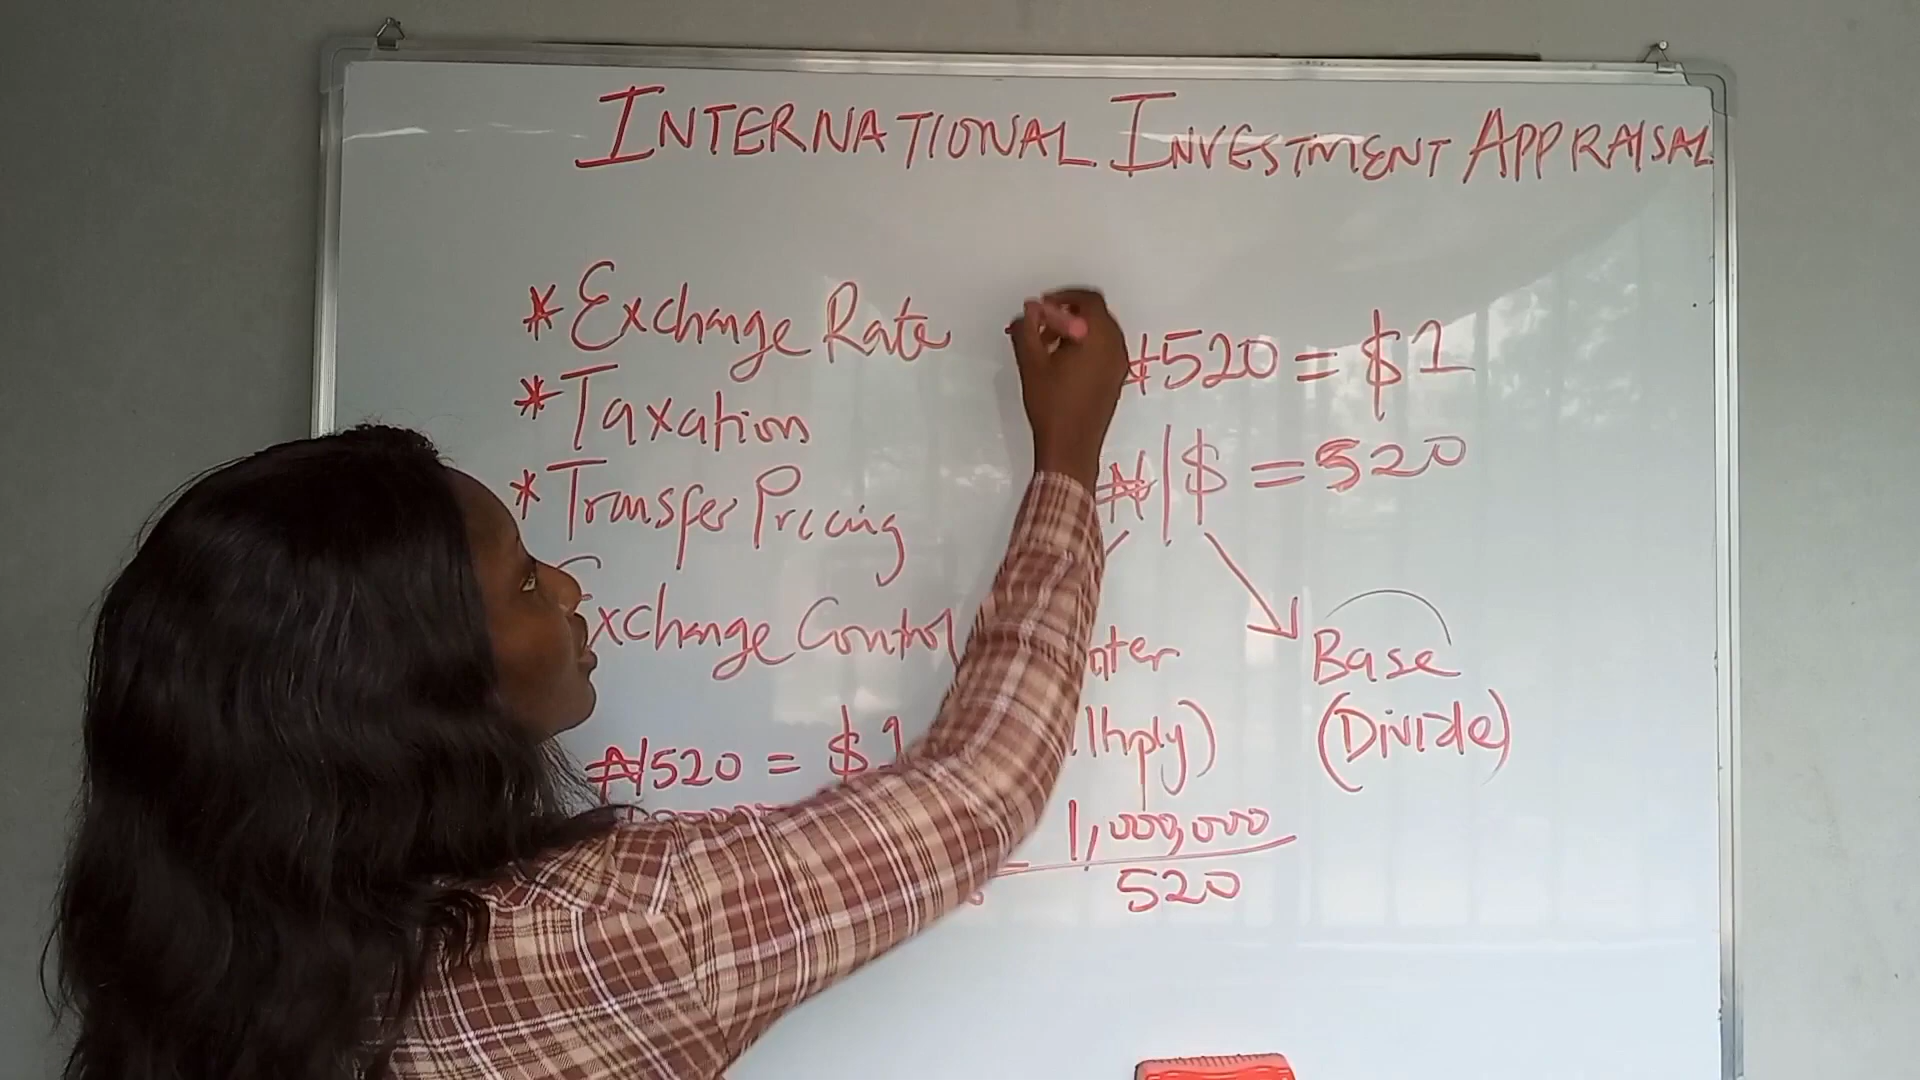 INTERNATIONAL INVESTMENT APPRAISAL
*Exchange Rate
*Taxation
*Transfer Pricing
Exchange Control
₦520 = $1
₦520 = $1
₦|$ = 520
Base
(Divide)
1,000,000
520